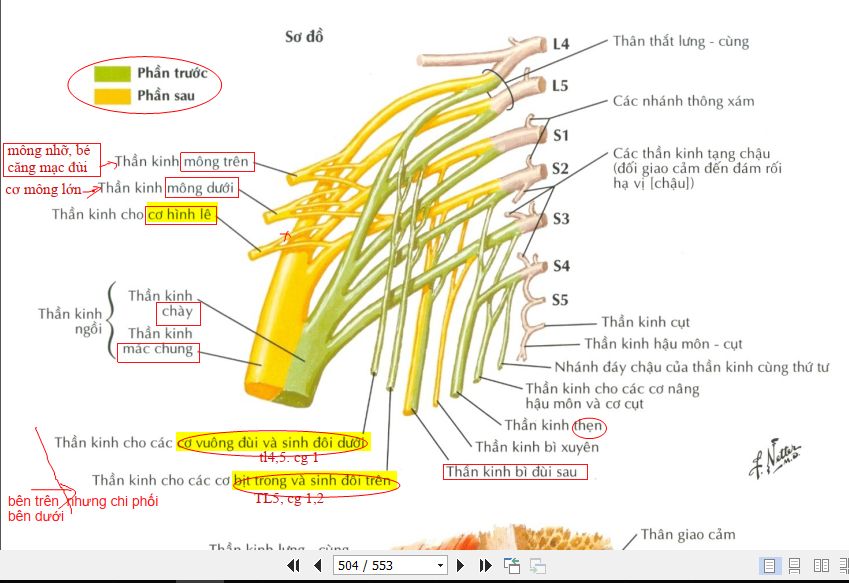 Sơ đồ
Phần trước
Phần sau
L4
L5
S1
S2
S3
S4
S5
Thân thắt lưng - cùng
Các nhánh thông xám
Các thần kinh tạng chậu
(đối giao cảm đến đám rối
hạ vị [chậu])
mông nhỡ, bé
căng mạc đùi
Thần kinh mông trên
cơ mông lớn
Thần kinh mông dưới
Thần kinh cho cơ hình lê
Thần kinh
ngồi
Thần kinh
chày
Thần kinh
mác chung
Thần kinh cụt
Thần kinh hậu môn - cụt
Nhánh đáy chậu của thần kinh cùng thứ tư
Thần kinh cho các cơ nâng
hậu môn và cơ cụt
Thần kinh thẹn
Thần kinh bì xuyên
Thần kinh bì đùi sau
Thần kinh cho các cơ vuông đùi và sinh đôi dưới
tl4,5. cg 1
Thần kinh cho các cơ bịt trong và sinh đôi trên
TL5, cg 1,2
bên trên nhưng chi phối
bên dưới
F. Netter
M.D.
Thân giao cảm
Thần kinh lưng - cùng
504 / 553